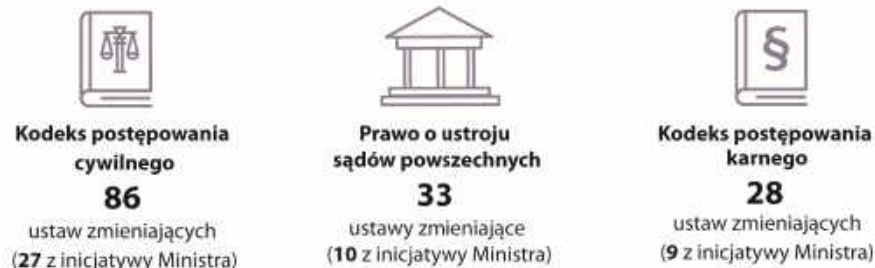 §
Kodeks postępowania
cywilnego
86
ustaw zmieniających
(27 z inicjatywy Ministra)
Prawo o ustroju
sądów powszechnych
33
ustawy zmieniające
(10 z inicjatywy Ministra)
Kodeks postępowania
karnego
28
ustaw zmieniających
(9 z inicjatywy Ministra)